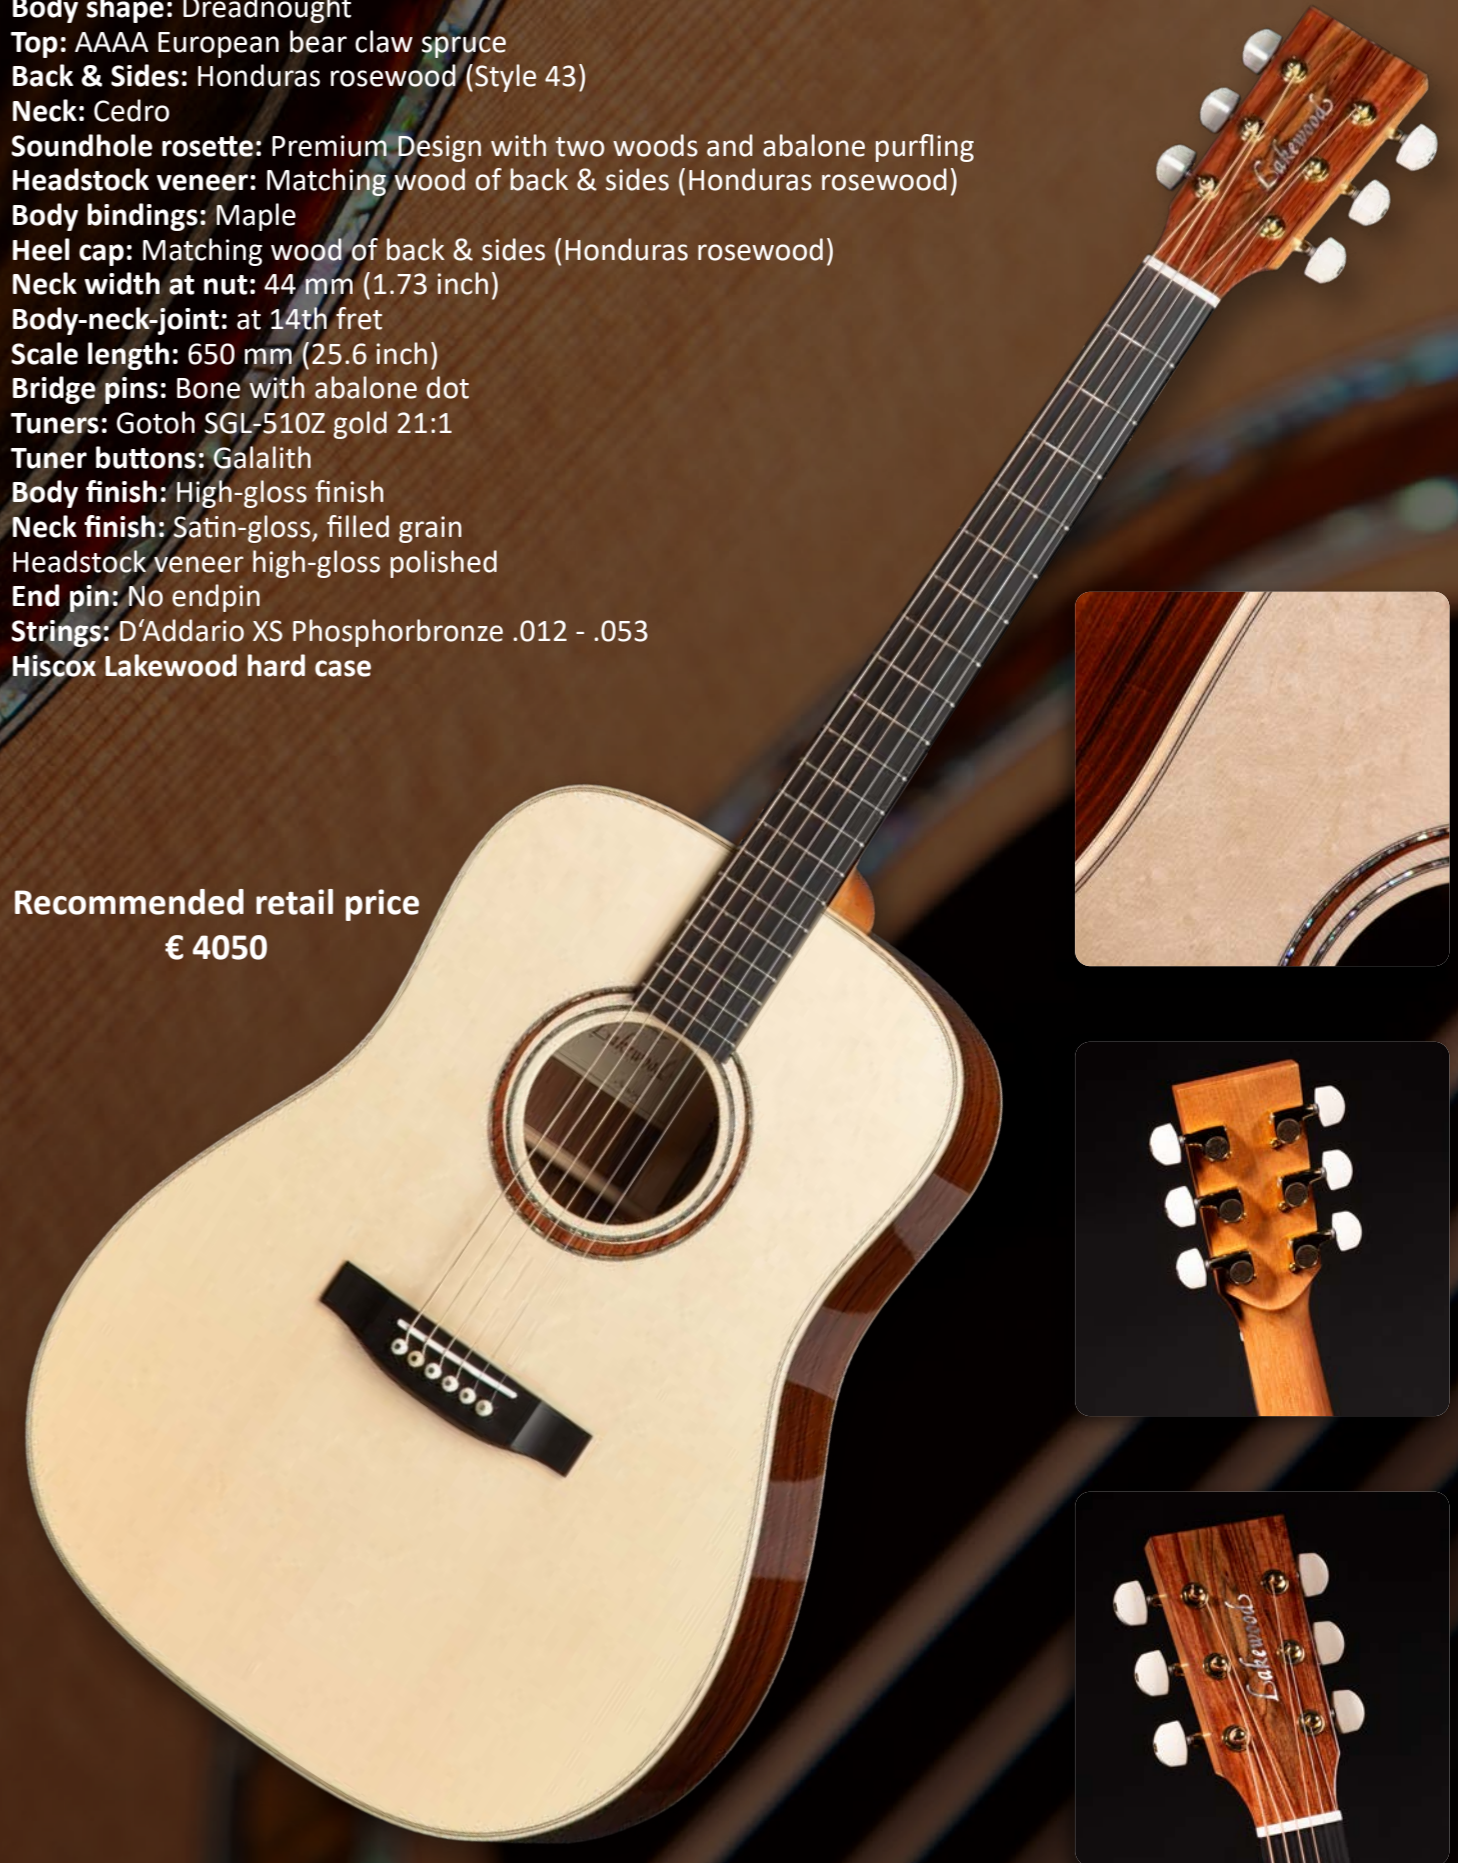 Body shape: Dreadnought
Top: AAAA European bear claw spruce
Back & Sides: Honduras rosewood (Style 43)
Neck: Cedro
Soundhole rosette: Premium Design with two woods and abalone purfling
Headstock veneer: Matching wood of back & sides (Honduras rosewood)
Body bindings: Maple
Heel cap: Matching wood of back & sides (Honduras rosewood)
Neck width at nut: 44 mm (1.73 inch)
Body-neck-joint: at 14th fret
Scale length: 650 mm (25.6 inch)
Bridge pins: Bone with abalone dot
Tuners: Gotoh SGL-510Z gold 21:1
Tuner buttons: Galalith
Body finish: High-gloss finish
Neck finish: Satin-gloss, filled grain
Headstock veneer high-gloss polished
End pin: No endpin
Strings: D‘Addario XS Phosphorbronze .012 - .053
Hiscox Lakewood hard case
Recommended retail price
€ 4050
Lakewood
Lakewood
Lakewood